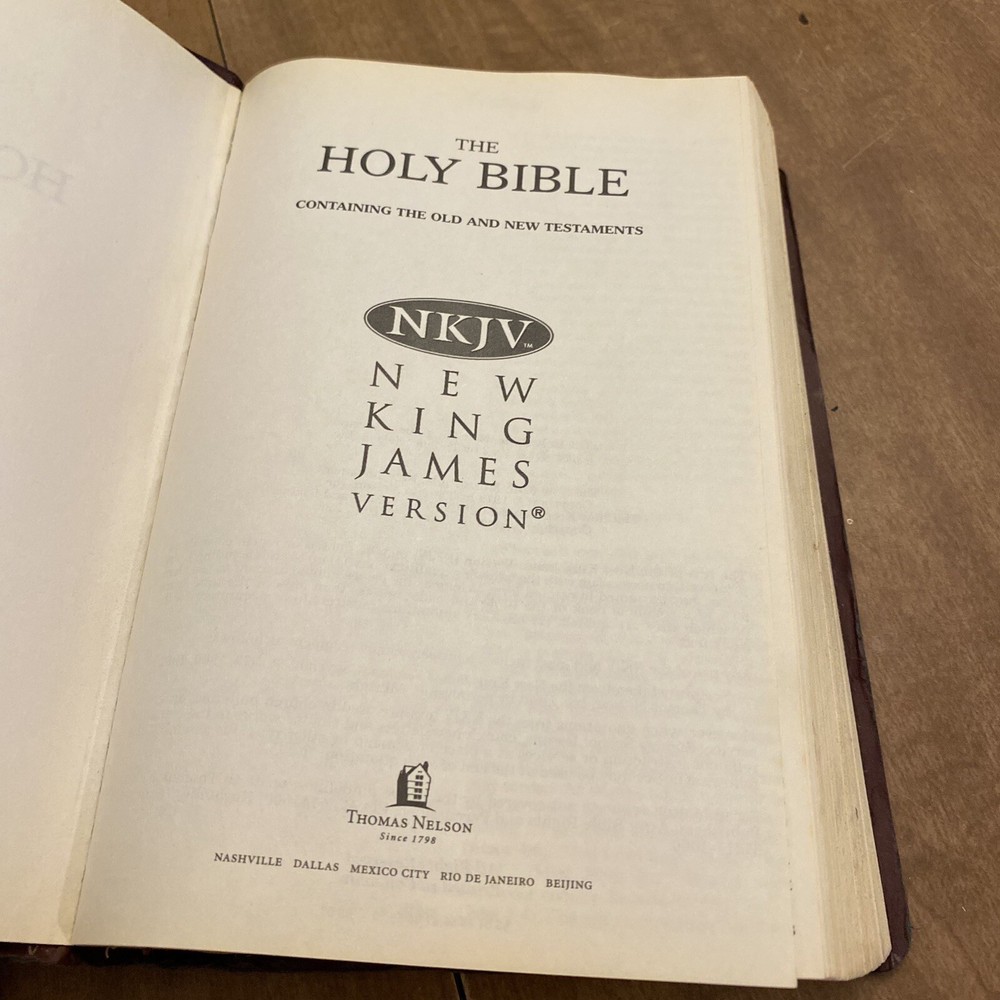 THE
HOLY BIBLE
CONTAINING THE OLD AND NEW TESTAMENTS
NKJV™
NEW
KING
JAMES
VERSION®
THOMAS NELSON
Since 1798
NASHVILLE DALLAS MEXICO CITY RIO DE JANEIRO BEIJING